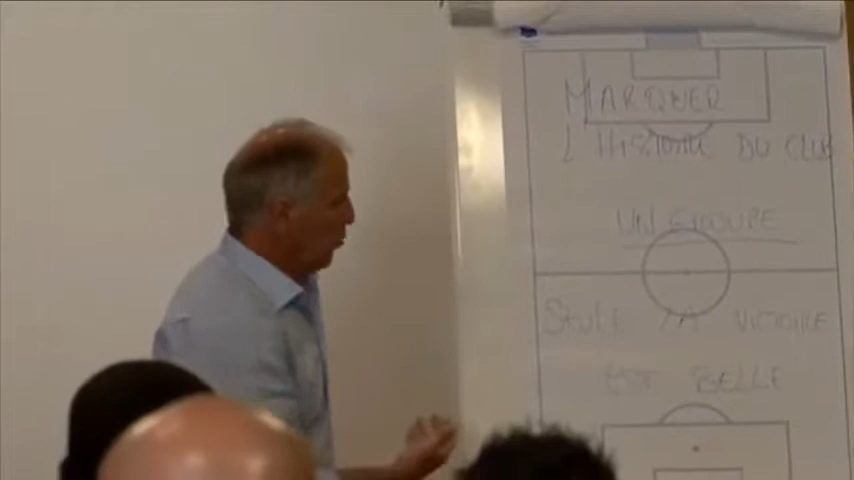 MARQUER
L'HISTOIRE DU CLUB
UN GROUPE
SEULE LA VICTOIRE
EST BELLE